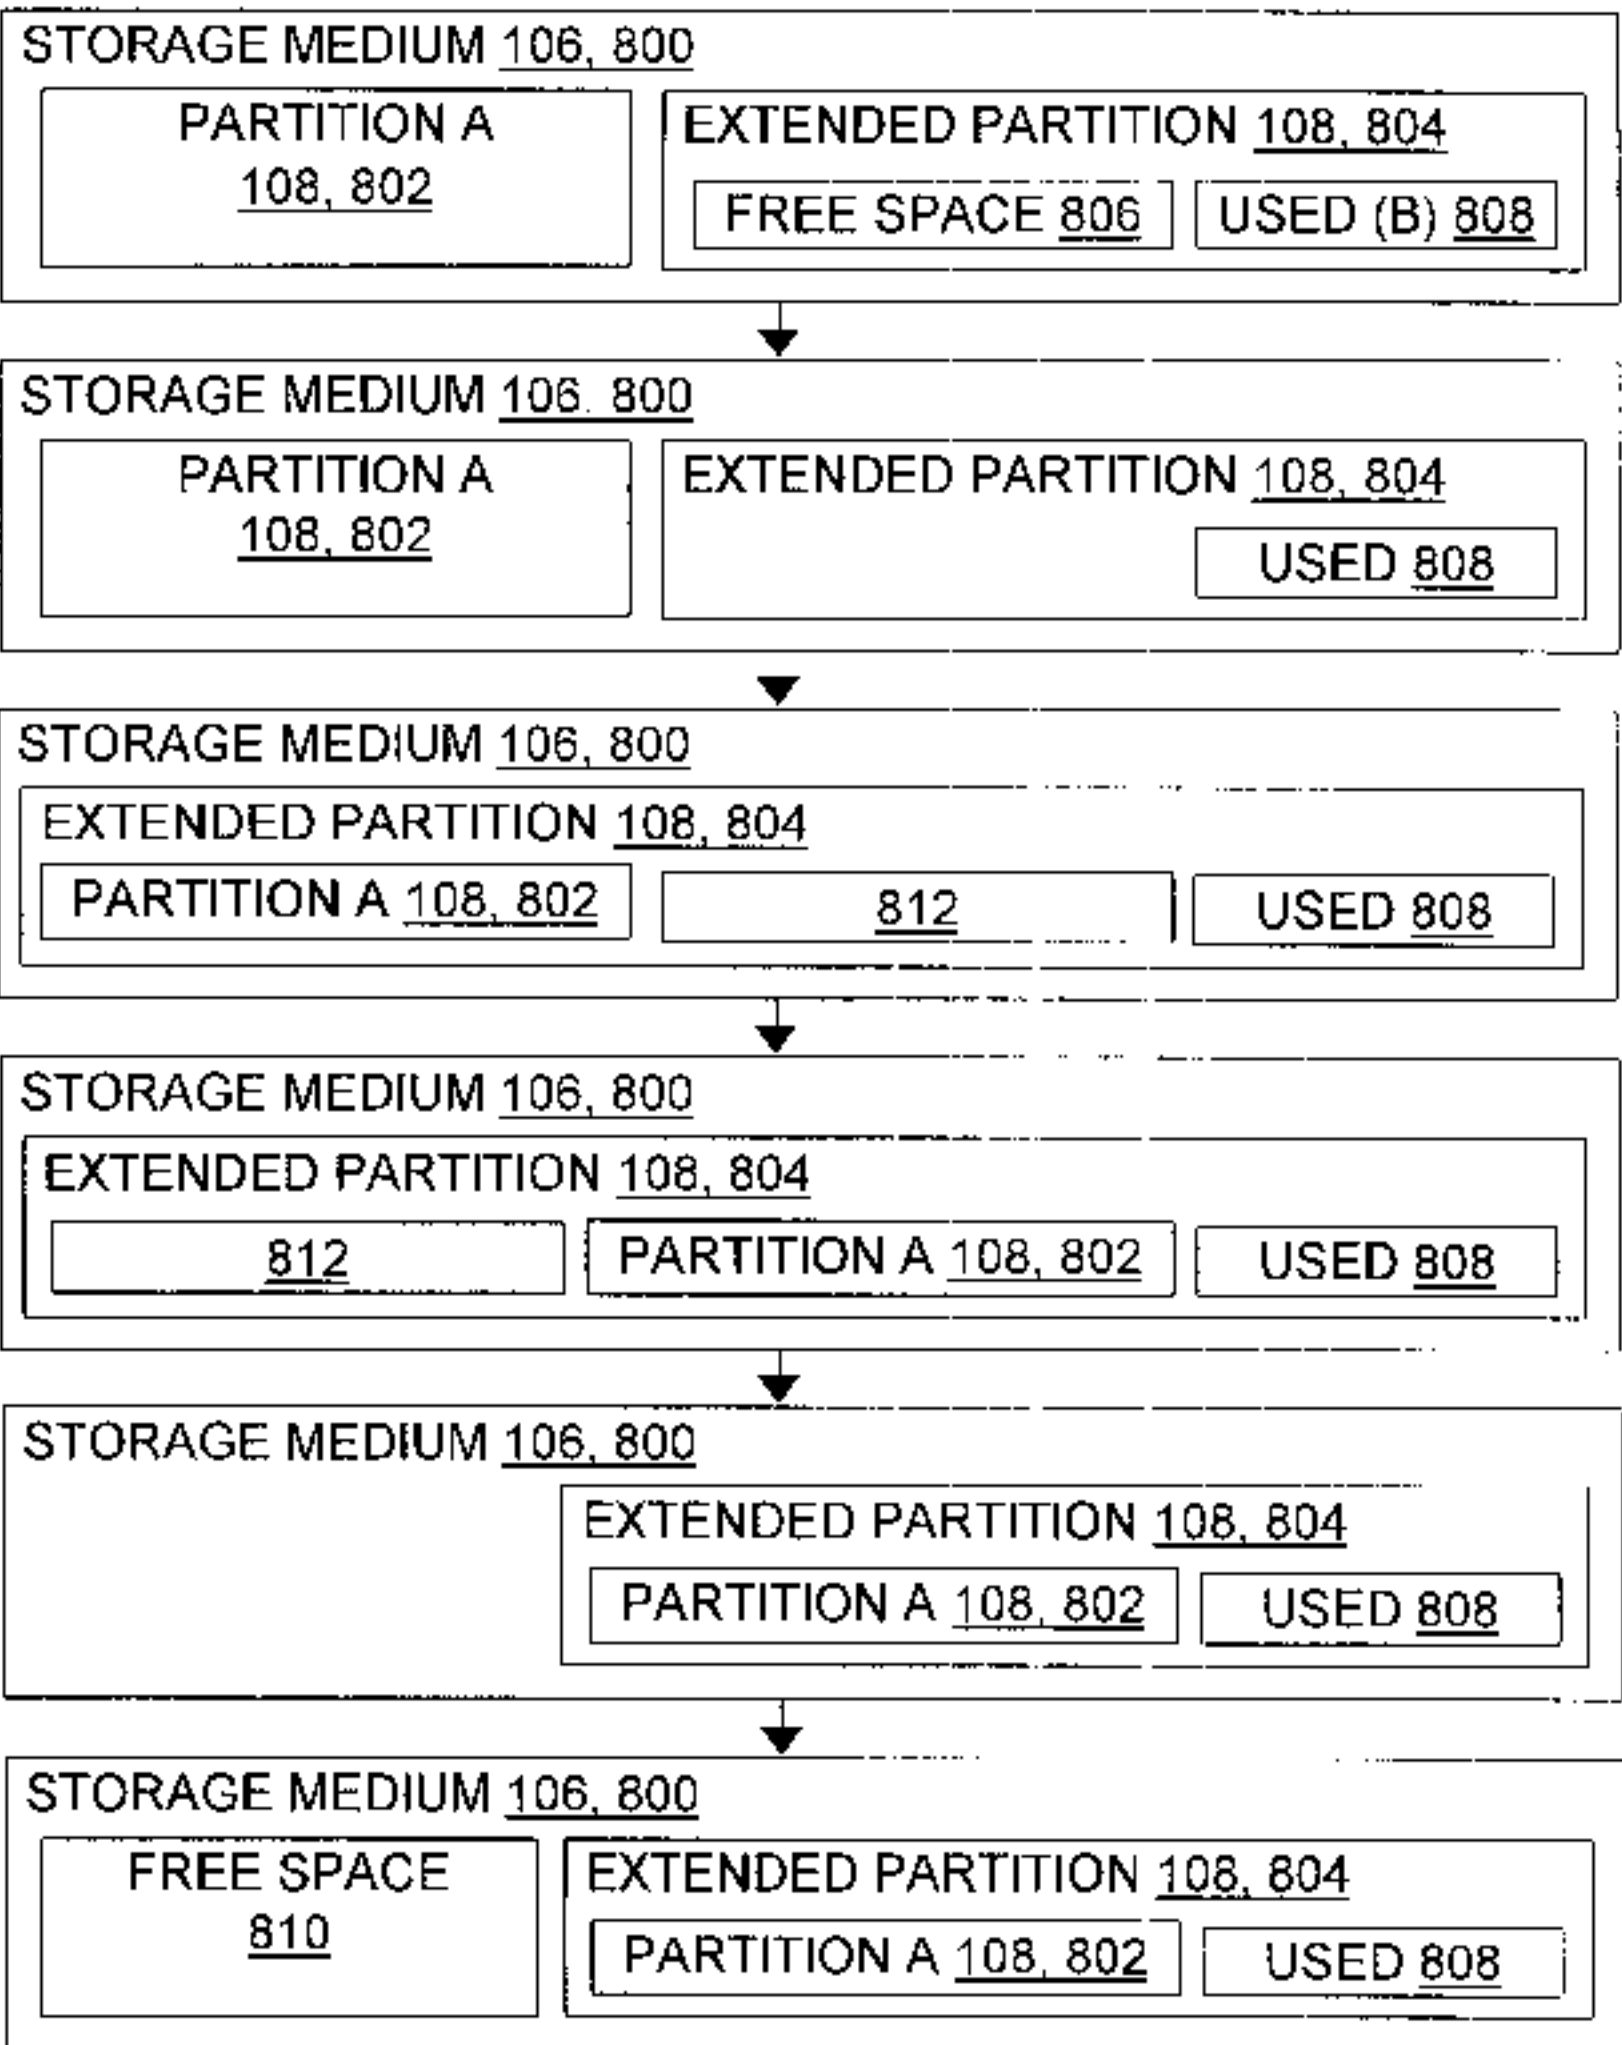 STORAGE MEDIUM 106, 800
PARTITION A
108, 802
EXTENDED PARTITION 108, 804
FREE SPACE 806
USED (B) 808
STORAGE MEDIUM 106. 800
PARTITION A
108, 802
EXTENDED PARTITION 108, 804
USED 808
STORAGE MEDIUM 106, 800
EXTENDED PARTITION 108, 804
PARTITION A 108, 802
812
USED 808
STORAGE MEDIUM 106, 800
EXTENDED PARTITION 108, 804
812
PARTITION A 108, 802
USED 808
STORAGE MEDIUM 106, 800
EXTENDED PARTITION 108, 804
PARTITION A 108, 802
USED 808
STORAGE MEDIUM 106, 800
FREE SPACE
810
EXTENDED PARTITION 108, 804
PARTITION A 108, 802
USED 808